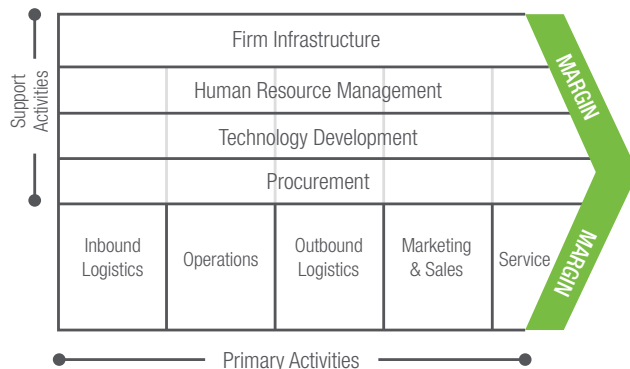 Support
Activities
Firm Infrastructure
Human Resource Management
Technology Development
Procurement
Inbound
Logistics
Operations
Outbound
Logistics
Marketing
& Sales
Service
MARGIN
MARGIN
Primary Activities